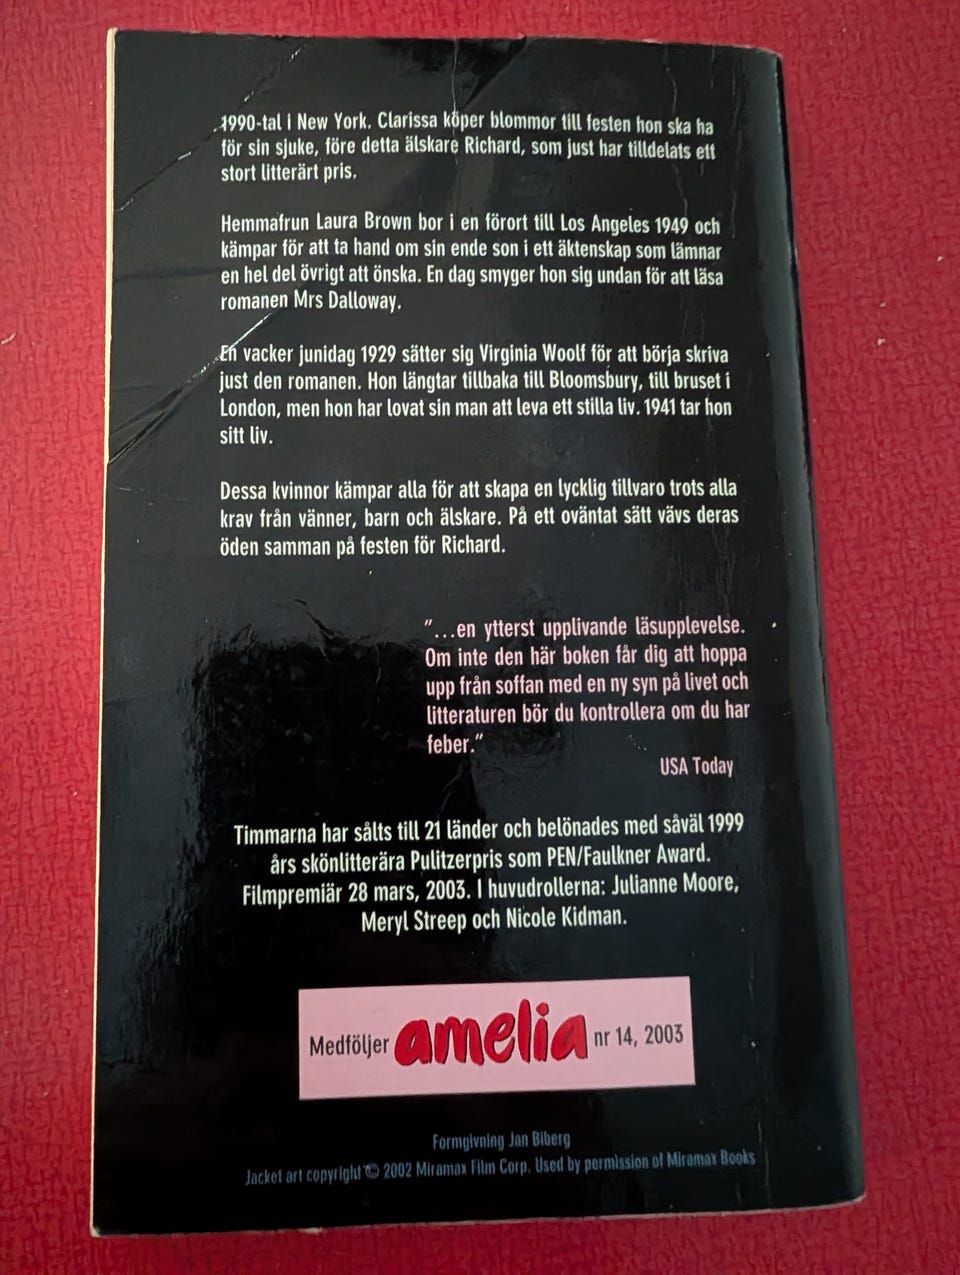 1990-tal i New York. Clarissa köper blommor till festen hon ska ha
för sin sjuke, före detta älskare Richard, som just har tilldelats ett
stort litterärt pris.
Hemmafrun Laura Brown bor i en förort till Los Angeles 1949 och
kämpar för att ta hand om sin ende son i ett äktenskap som lämnar
en hel del övrigt att önska. En dag smyger hon sig undan för att läsa
romanen Mrs Dalloway.
En vacker junidag 1929 sätter sig Virginia Woolf för att börja skriva
just den romanen. Hon längtar tillbaka till Bloomsbury, till bruset i
London, men hon har lovat sin man att leva ett stilla liv. 1941 tar hon
sitt liv.
Dessa kvinnor kämpar alla för att skapa en lycklig tillvaro trots alla
krav från vänner, barn och älskare. På ett oväntat sätt vävs deras
öden samman på festen för Richard.
"...en ytterst upplivande läsupplevelse.
Om inte den här boken får dig att hoppa
upp från soffan med en ny syn på livet och
litteraturen bör du kontrollera om du har
feber."
USA Today
Timmarna har sålts till 21 länder och belönades med såväl 1999
års skönlitterära Pulitzerpris som PEN/Faulkner Award.
Filmpremiär 28 mars, 2003. I huvudrollerna: Julianne Moore,
Meryl Streep och Nicole Kidman.
Medföljer amelia nr 14, 2003
Formgivning Jan Biberg
Jacket art copyright © 2002 Miramax Film Corp. Used by permission of Miramax Books